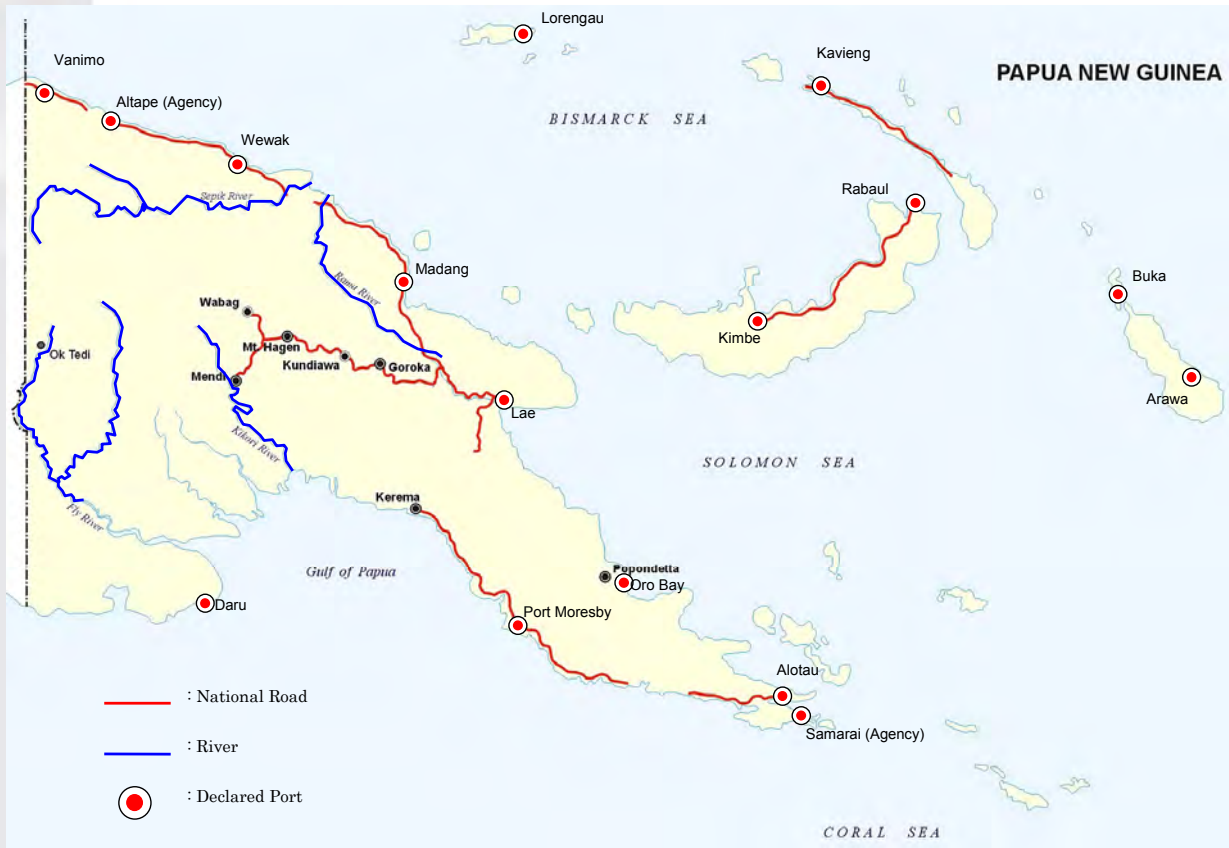 Lorengau
Kavieng
Vanimo
PAPUA NEW GUINEA
Altape (Agency)
BISMARCK SEA
Wewak
Rabaul
Sepik River
Madang
Buka
Ramu River
Wabag
Kimbe
Mt. Hagen
Ok Tedi
Kundiawa
Goroka
Mendi
Arawa
Lae
Kikori River
SOLOMON SEA
Kerema
Fly River
Gulf of Papua
Popondetta
Oro Bay
Daru
Port Moresby
Alotau
: National Road
Samarai (Agency)
: River
: Declared Port
CORAL SEA